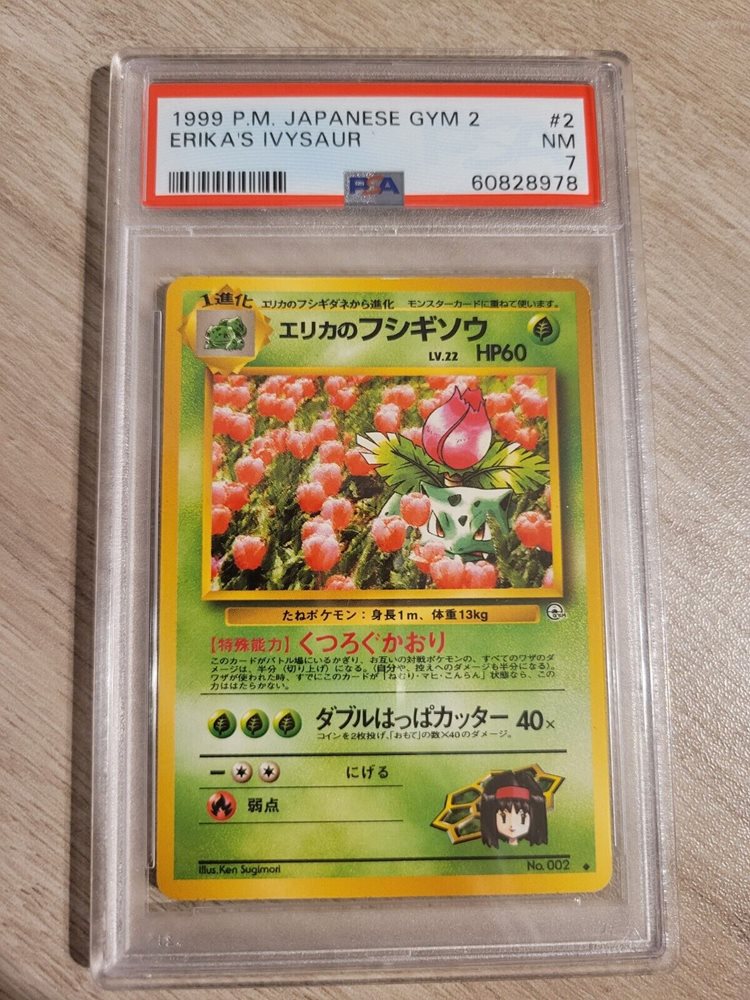 1999 P.M. JAPANESE GYM 2 #2
ERIKA'S IVYSAUR NM
7
PSA 60828978
1進化 エリカのフシギダネから進化 モンスターカードに重ねて使います。
エリカのフシギソウ
LV.22 HP60
たねポケモン：身長1m、体重13kg
【特殊能力】くつろぐかおり
このカードがバトル場にいるかぎり、お互いの対戦ポケモンの、すべてのワザのダ
メージは、半分（切り上げ）になる。（自分や、控えへのダメージも半分になる）。
ワザが使われた時、すでにこのカードが「ねむり・マヒ・こんらん」状態なら、この
力ははたらかない。
ダブルはっぱカッター 40×
コインを2枚投げ、「おもて」の数×40のダメージ。
ー にげる
弱点
Illus.Ken Sugimori No. 002